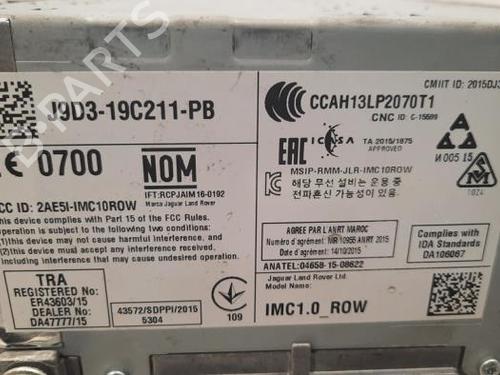 J9D3-19C211-PB
0700
NOM
IFT:RCPJAIM16-0192
Marca Jaguar Land Rover
CC ID: 2AE5I-IMC10ROW
his device complies with Part 15 of the FCC Rules.
Operation is subject to the following two conditions:
(1) this device may not cause harmful interference, and
(2) this device must accept any interference received,
including interference that may cause undesired operation.
TRA
REGISTERED No:
ER43603/15
DEALER No:
DA47777/15
43572/SDPPI/2015
5304
109
CMIIT ID: 2015DJ
CCAH13LP2070T1
CNC ID: C-15589
EAC
ICASA
TA 2015/1875
APPROVED
N 005 15
MSIP-RMM-JLR-IMC10ROW
해당 무선 설비는 운용 중
전파혼신 가능성이 있음.
AGREE PAR L'ANRT MAROC
Numéro d'agrément: MR 10955 ANRT 2015
Date d'agrément: 14/10/2015
ANATEL:04658-15-08622
Complies with
IDA Standards
DA106087
Jaguar Land Rover Ltd.
Model Name:
IMC1.0_ROW